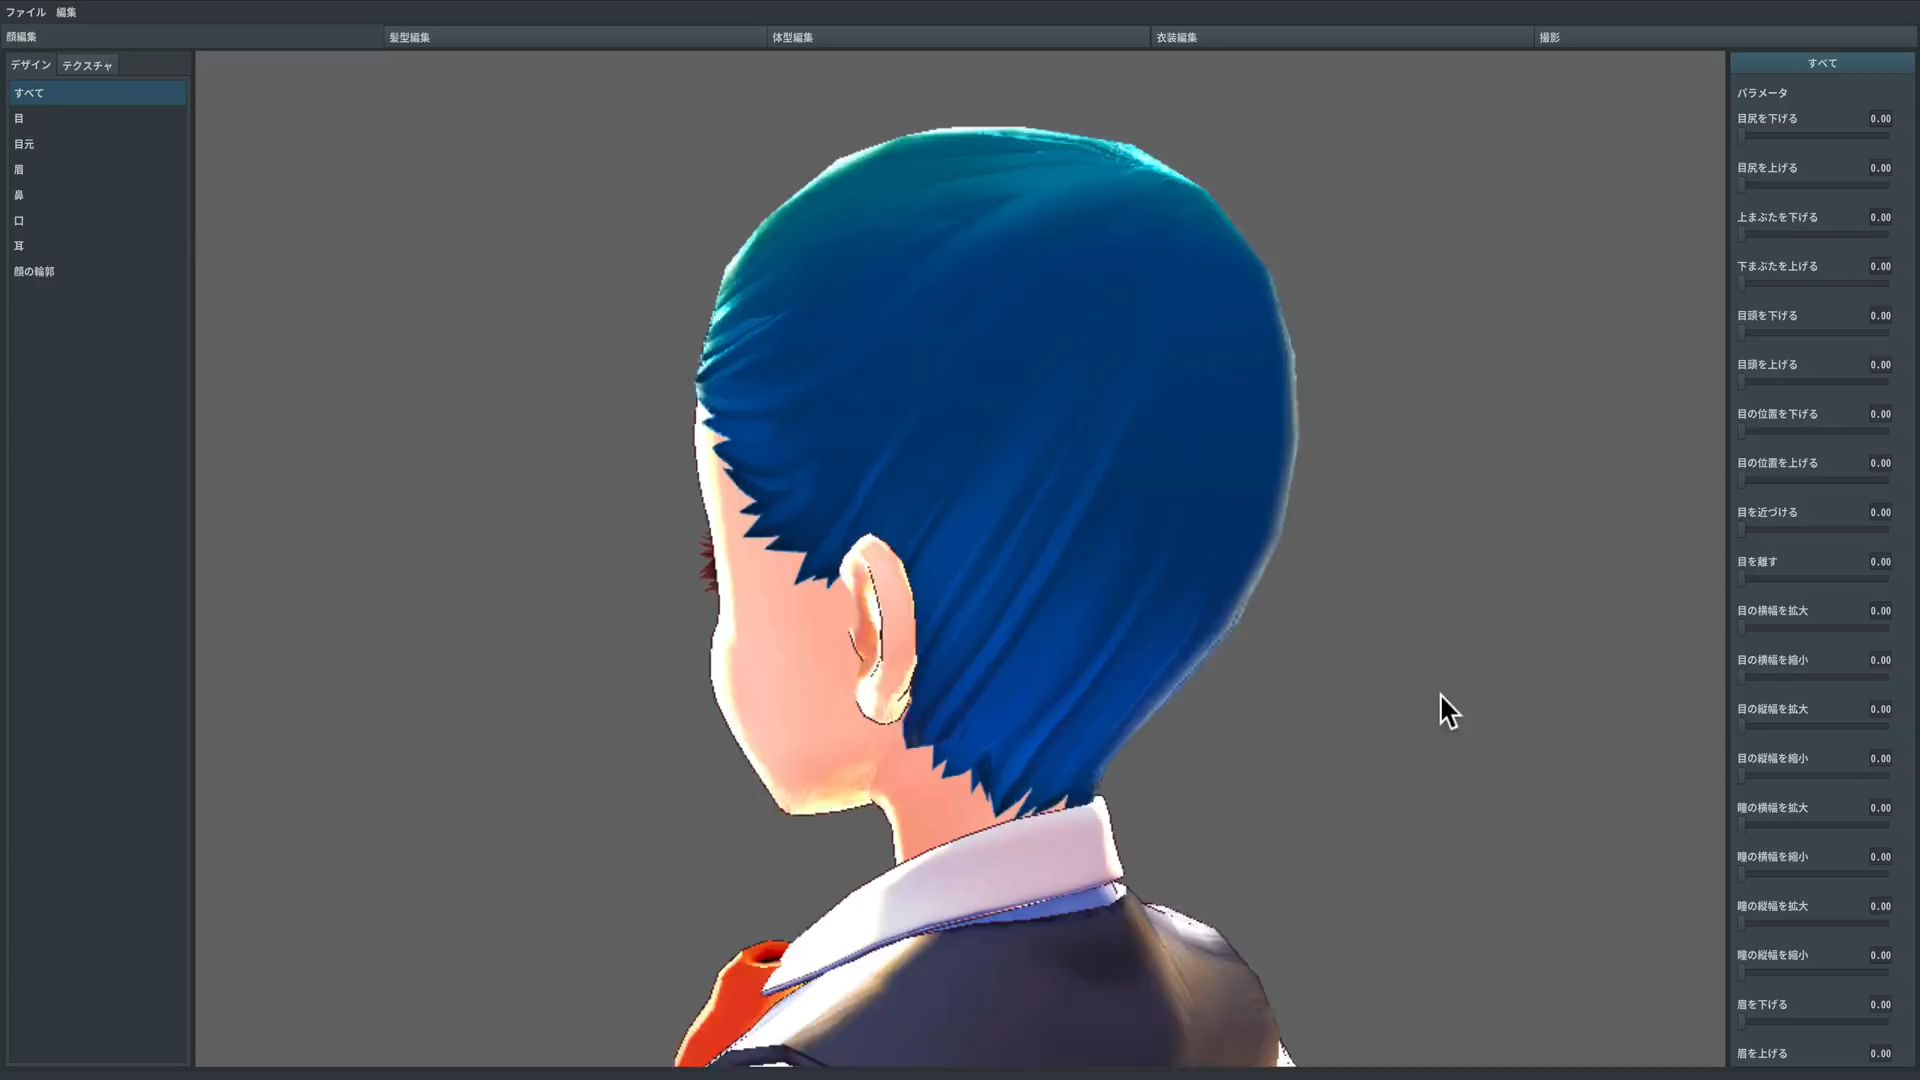 ファイル 編集
顔編集 髪型編集 体型編集 衣装編集 撮影
デザイン テクスチャ
すべて
目
目元
眉
鼻
口
耳
顔の輪郭
すべて
パラメータ
目尻を下げる 0.00
目尻を上げる 0.00
上まぶたを下げる 0.00
下まぶたを上げる 0.00
目頭を下げる 0.00
目頭を上げる 0.00
目の位置を下げる 0.00
目の位置を上げる 0.00
目を近づける 0.00
目を離す 0.00
目の横幅を拡大 0.00
目の横幅を縮小 0.00
目の縦幅を拡大 0.00
目の縦幅を縮小 0.00
瞳の横幅を拡大 0.00
瞳の横幅を縮小 0.00
瞳の縦幅を拡大 0.00
瞳の縦幅を縮小 0.00
眉を下げる 0.00
眉を上げる 0.00